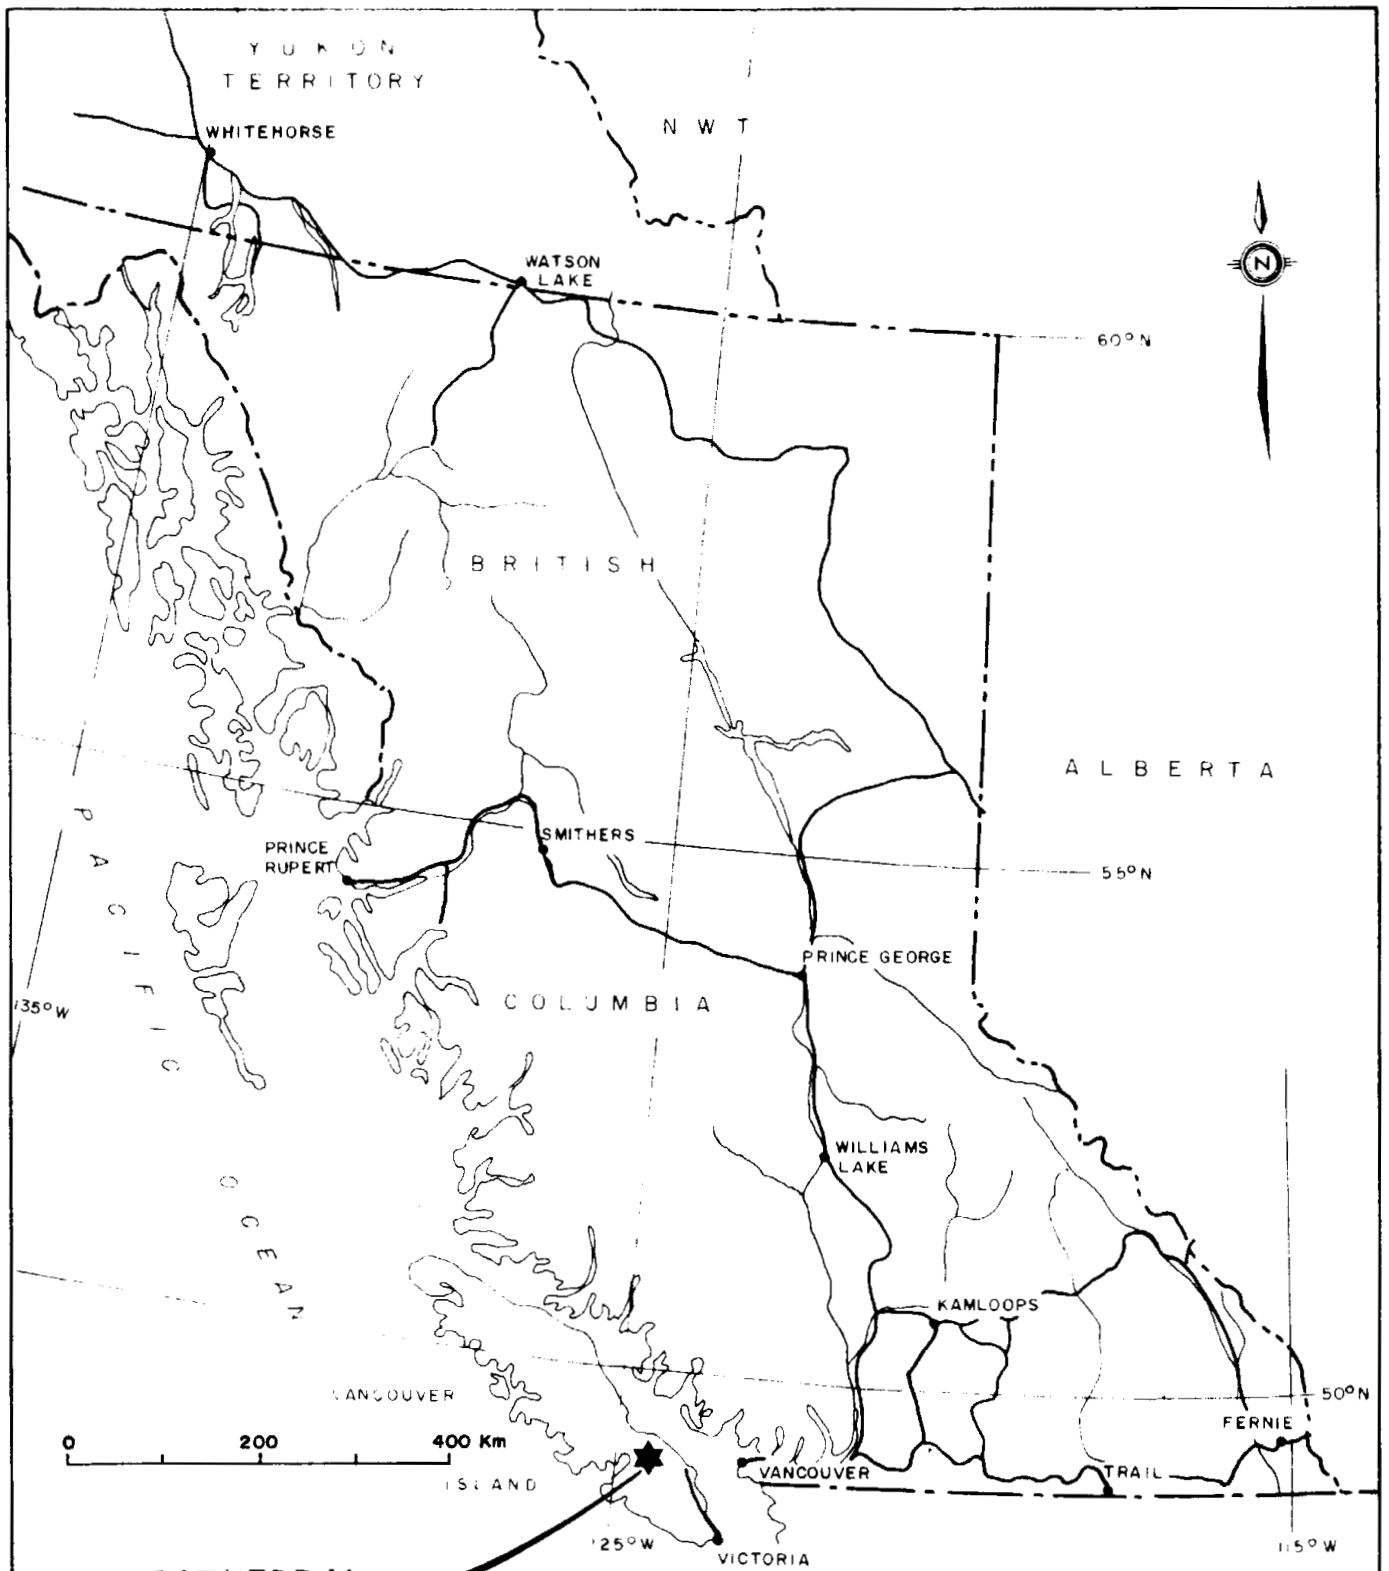 YUKON
TERRITORY
NWT
WHITEHORSE
N
WATSON
LAKE
60°N
BRITISH
ALBERTA
PACIFIC
SMITHERS
PRINCE
RUPERT
55°N
PRINCE GEORGE
COLUMBIA
135°W
WILLIAMS
LAKE
OCEAN
KAMLOOPS
VANCOUVER
50°N
FERNIE
0 200 400 Km
VANCOUVER
TRAIL
ISLAND
125°W
VICTORIA
115°W